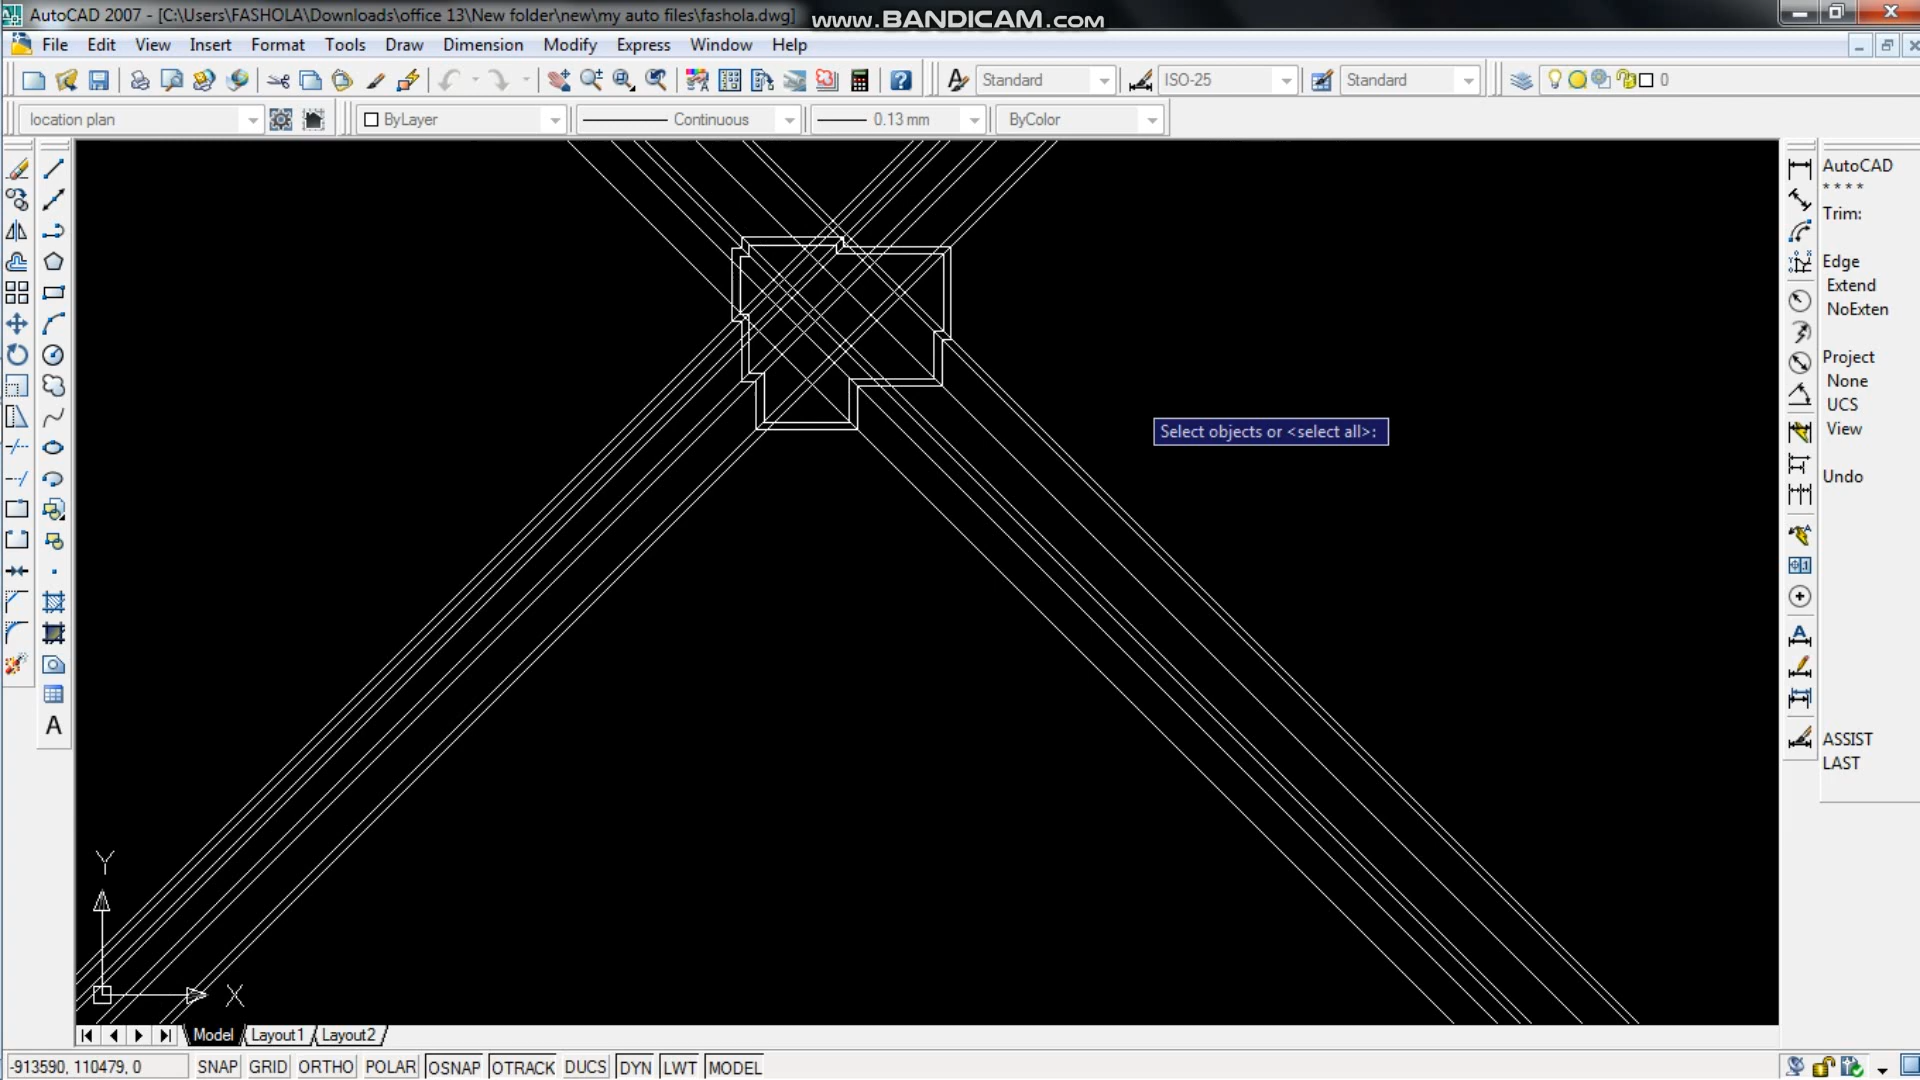 AutoCAD 2007 - [C:\Users\FASHOLA\Downloads\office 13\New folder\new\my auto files\fashola.dwg]
www.BANDICAM.com
File Edit View Insert Format Tools Draw Dimension Modify Express Window Help
Standard ISO-25 Standard 0
location plan ByLayer Continuous 0.13 mm ByColor
AutoCAD
* * * *
Trim:
Edge
Extend
NoExten
Project
None
UCS
View
Undo
ASSIST
LAST
Select objects or <select all>:
A
Y
X
Model Layout1 Layout2
-913590, 110479, 0 SNAP GRID ORTHO POLAR OSNAP OTRACK DUCS DYN LWT MODEL